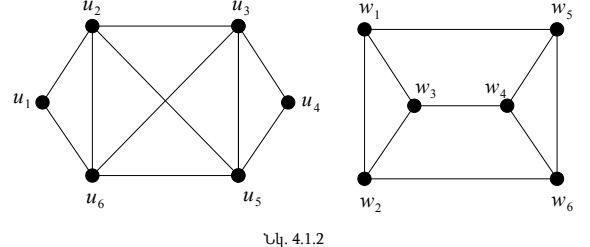 u₂ u₃ w₁ w₅
u₁ u₄ w₃ w₄
u₆ u₅ w₂ w₆
Նկ. 4.1.2